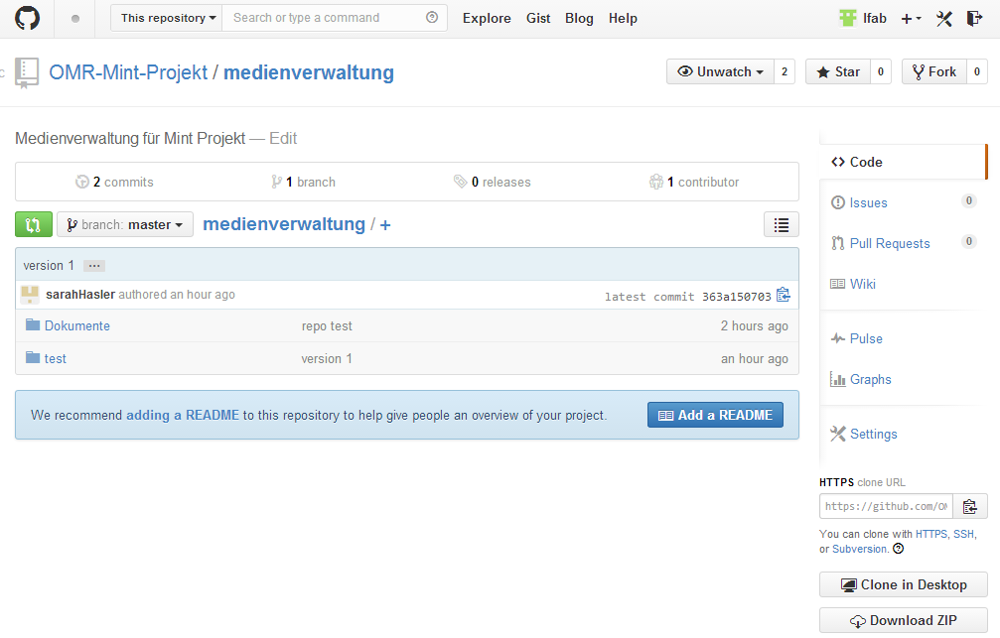 This repository Search or type a command Explore Gist Blog Help lfab +
c OMR-Mint-Projekt / medienverwaltung Unwatch 2 Star 0 Fork 0
Medienverwaltung für Mint Projekt — Edit
2 commits 1 branch 0 releases 1 contributor
branch: master medienverwaltung / +
version 1 ...
sarahHasler authored an hour ago latest commit 363a150703
Dokumente repo test 2 hours ago
test version 1 an hour ago
We recommend adding a README to this repository to help give people an overview of your project. Add a README
Code
Issues 0
Pull Requests 0
Wiki
Pulse
Graphs
Settings
HTTPS clone URL
https://github.com/OM
You can clone with HTTPS, SSH,
or Subversion.
Clone in Desktop
Download ZIP